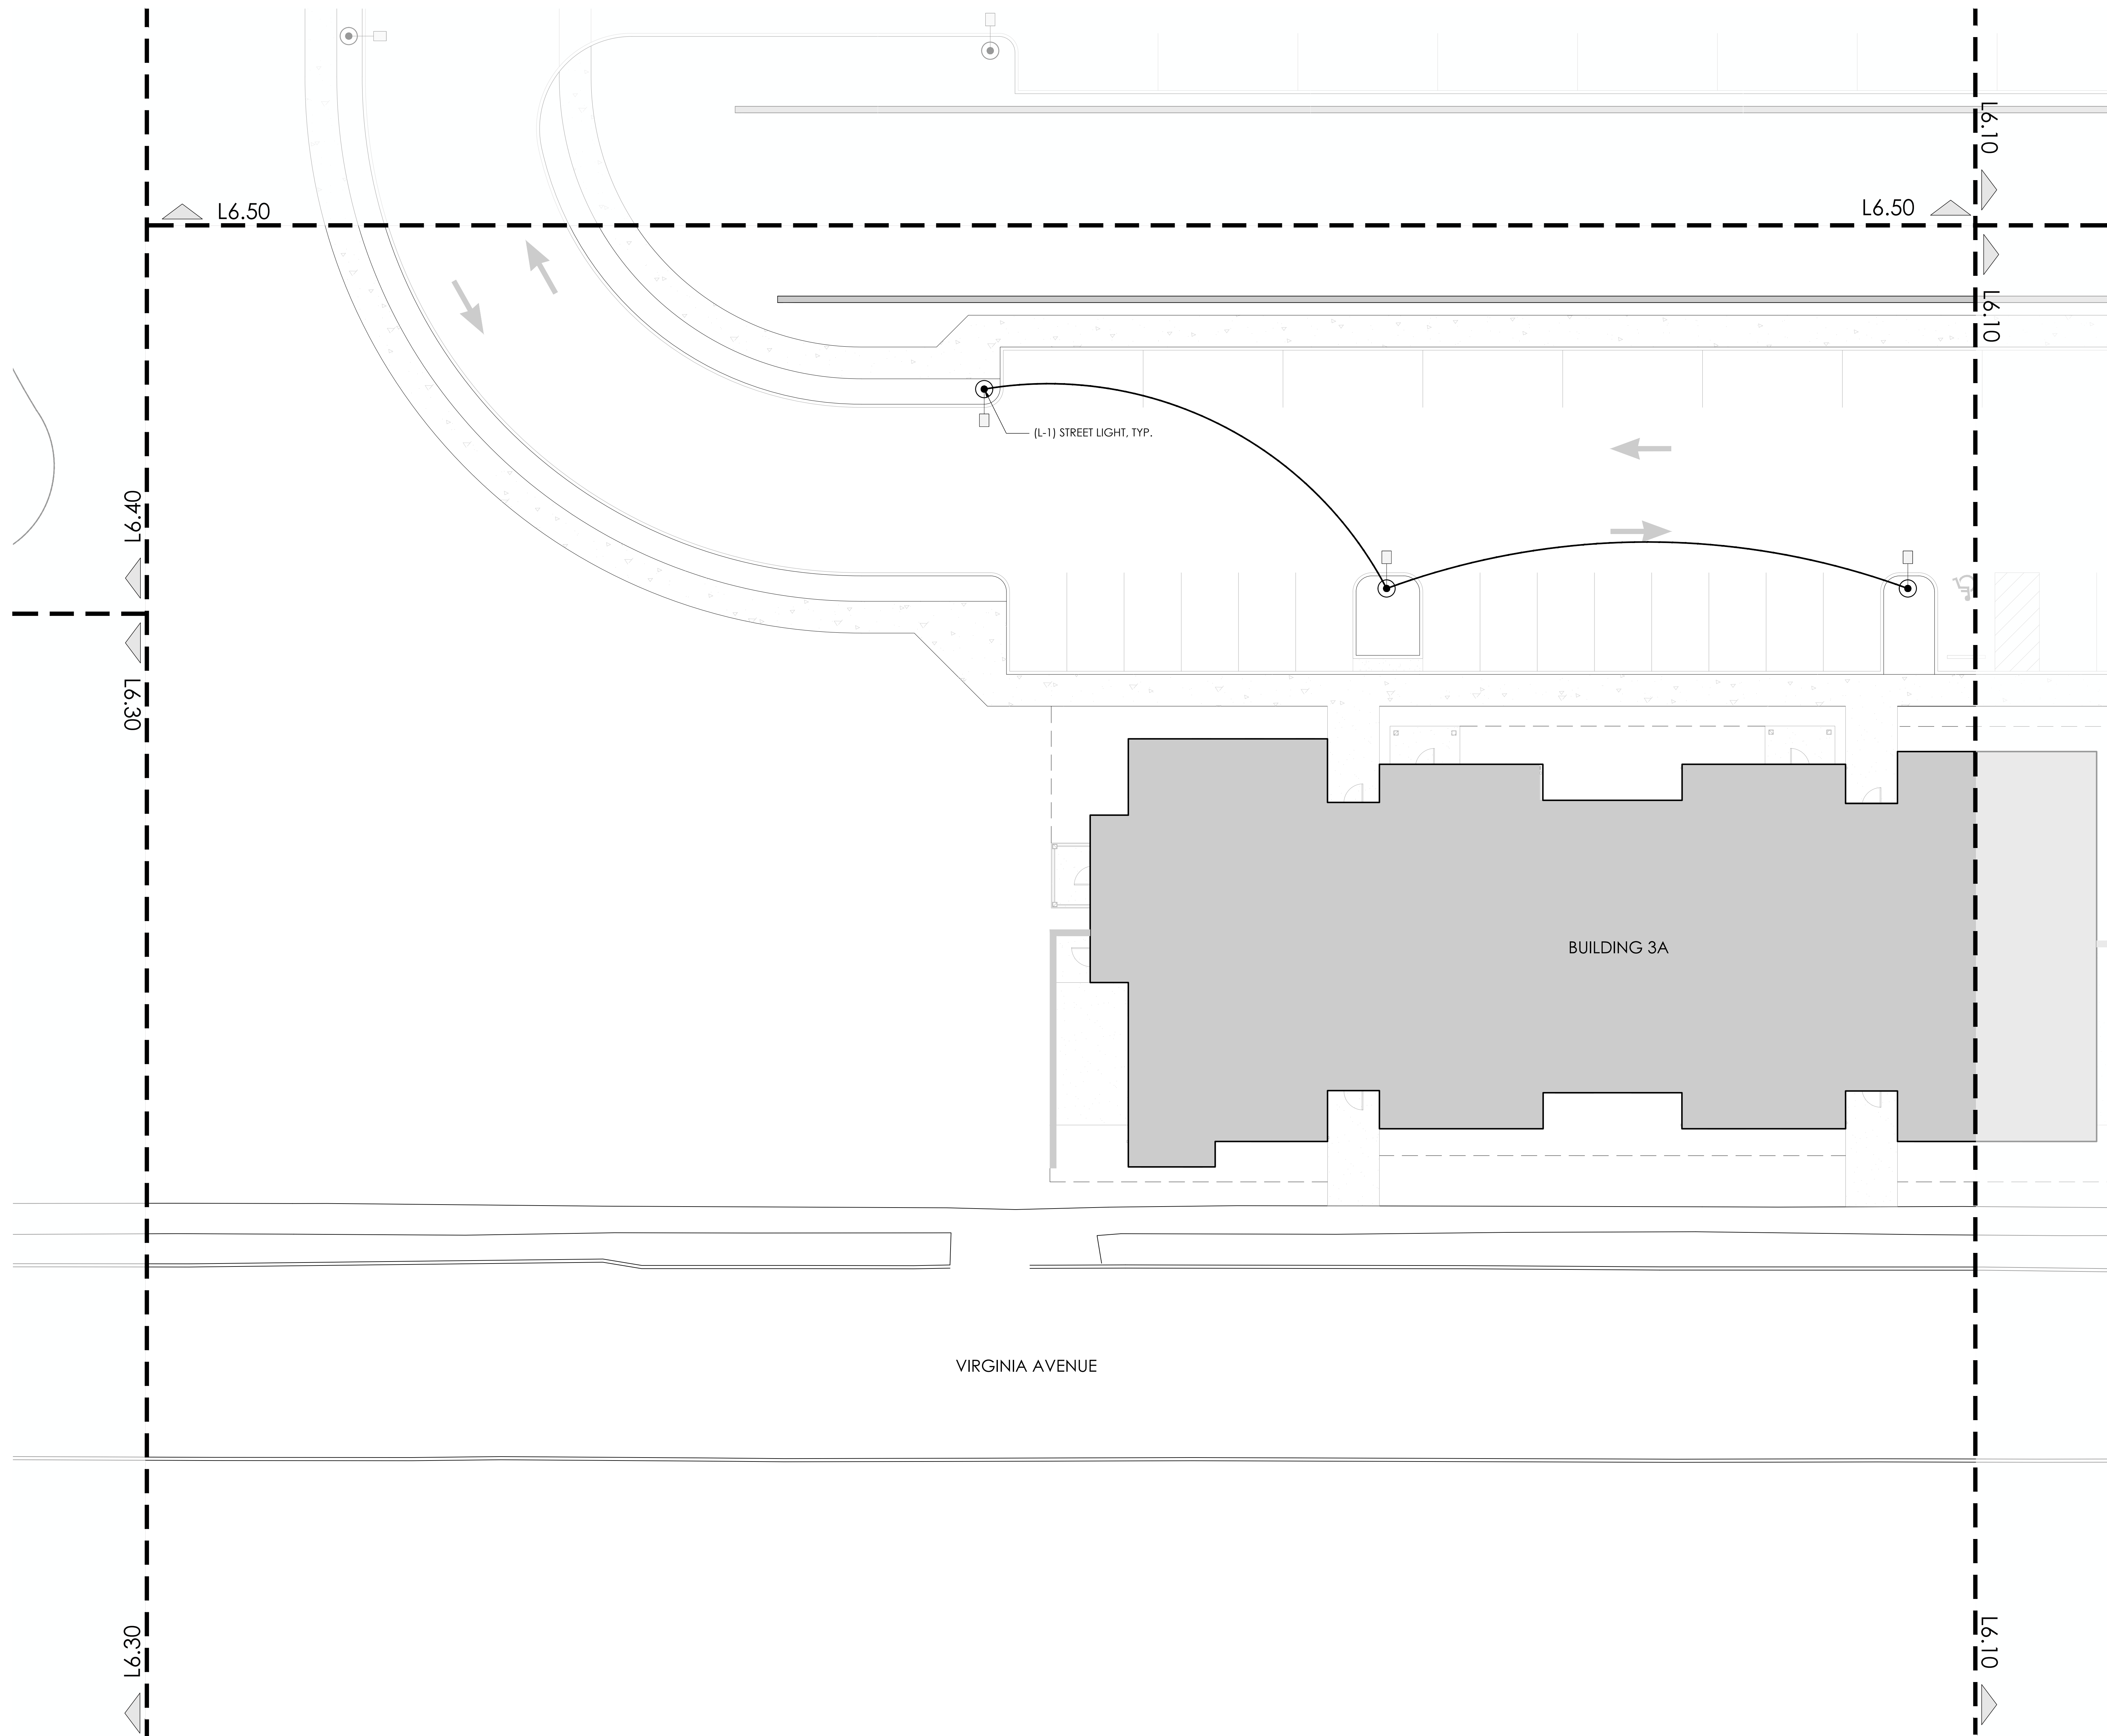 L6.10
L6.50
L6.50
L6.10
(L-1) STREET LIGHT, TYP.
L6.40
L6.30
BUILDING 3A
VIRGINIA AVENUE
L6.30
L6.10